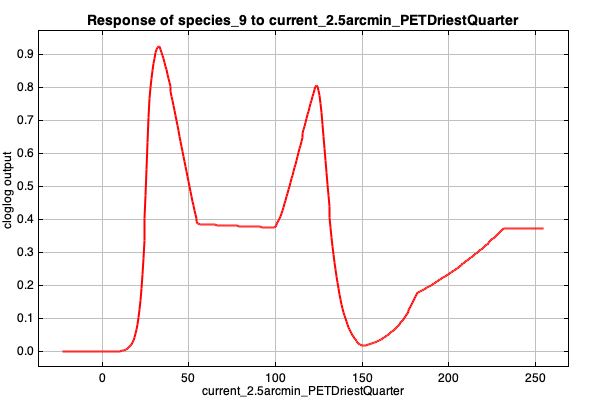 Response of species_9 to current_2.5arcmin_PETDriestQuarter
cloglog output
0.9
0.8
0.7
0.6
0.5
0.4
0.3
0.2
0.1
0.0
0 50 100 150 200 250
current_2.5arcmin_PETDriestQuarter